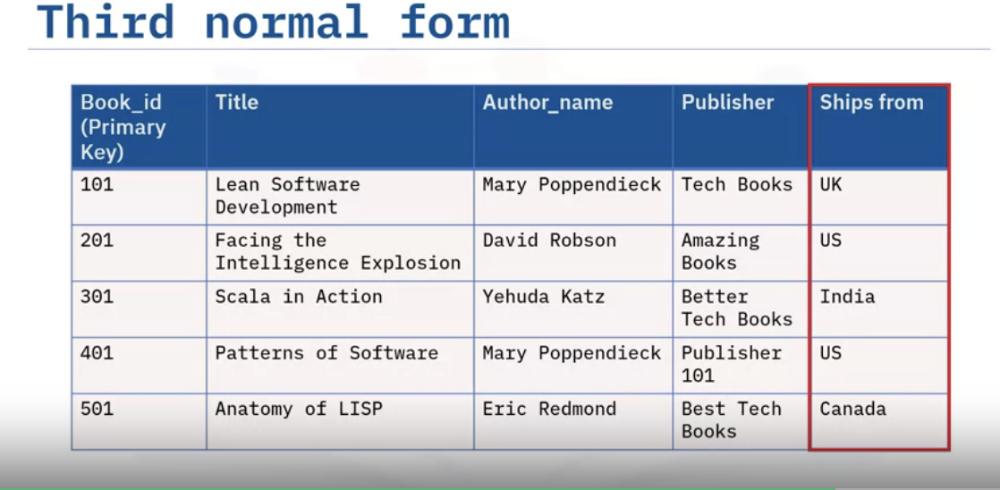 Third normal form
Book_id (Primary Key) Title Author_name Publisher Ships from
101 Lean Software Development Mary Poppendieck Tech Books UK
201 Facing the Intelligence Explosion David Robson Amazing Books US
301 Scala in Action Yehuda Katz Better Tech Books India
401 Patterns of Software Mary Poppendieck Publisher 101 US
501 Anatomy of LISP Eric Redmond Best Tech Books Canada